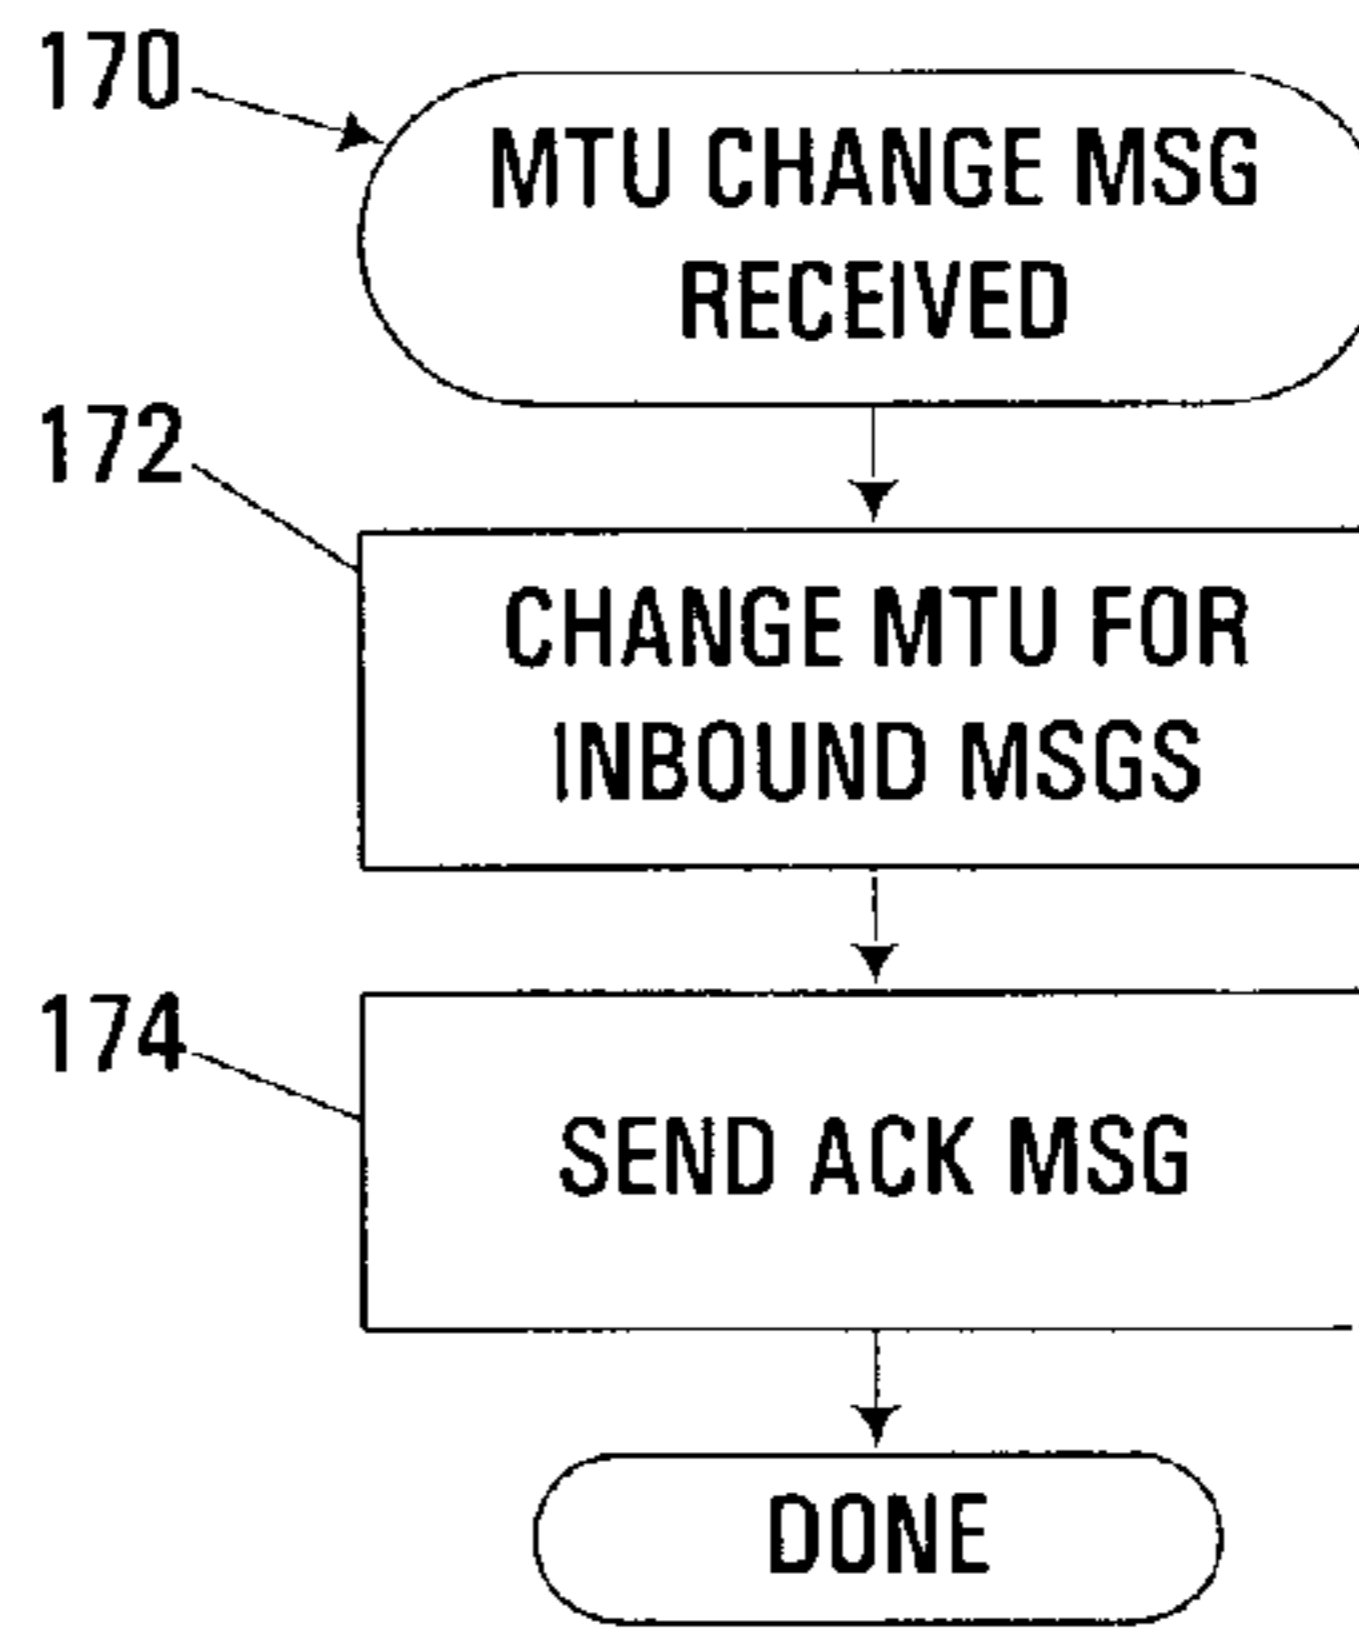 170
MTU CHANGE MSG
RECEIVED
172
CHANGE MTU FOR
INBOUND MSGS
174
SEND ACK MSG
DONE